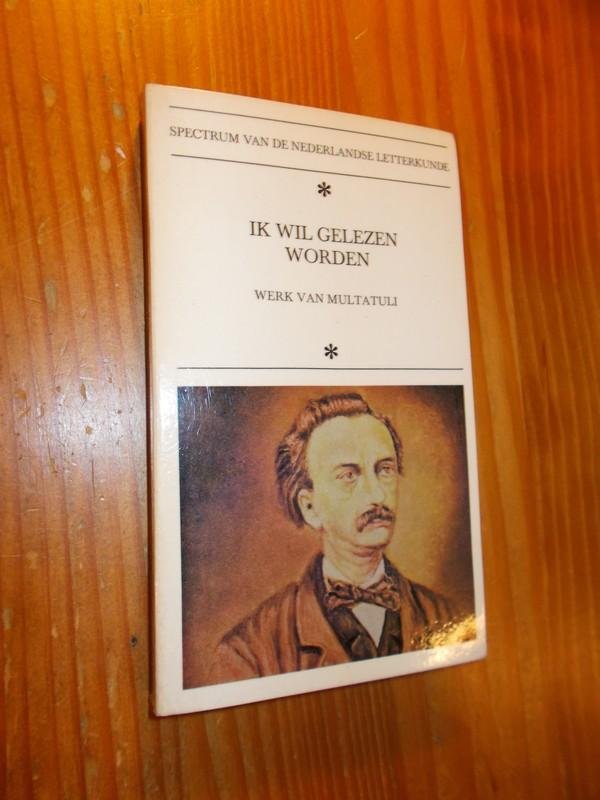 SPECTRUM VAN DE NEDERLANDSE LETTERKUNDE
*
IK WIL GELEZEN
WORDEN
WERK VAN MULTATULI
*